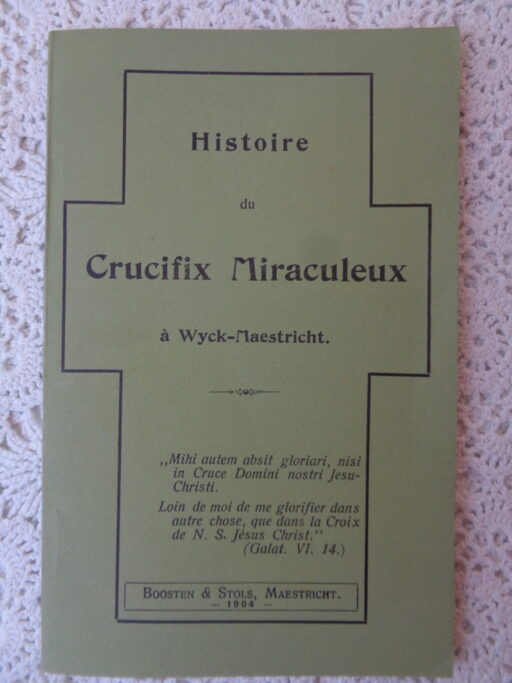 Histoire
du
Crucifix Miraculeux
à Wyck-Maestricht.
„Mihi autem absit gloriari, nisi
in Cruce Domini nostri Jesu-
Christi.
Loin de moi de me glorifier dans
autre chose, que dans la Croix
de N. S. Jésus Christ.”
(Galat. VI. 14.)
Boosten & Stols, Maestricht.
— 1904 —